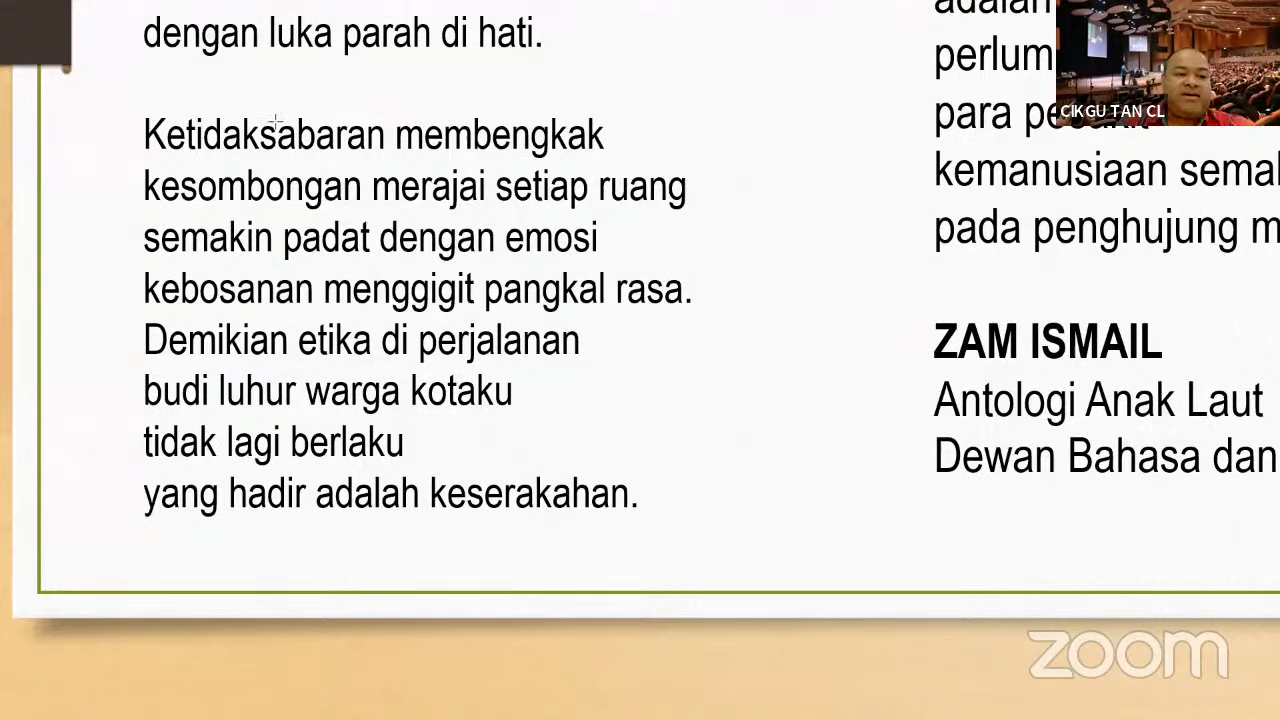 dengan luka parah di hati.
Ketidaksabaran membengkak
kesombongan merajai setiap ruang
semakin padat dengan emosi
kebosanan menggigit pangkal rasa.
Demikian etika di perjalanan
budi luhur warga kotaku
tidak lagi berlaku
yang hadir adalah keserakahan.
adalah
perlum
para
kemanusiaan sema
pada penghujung m
ZAM ISMAIL
Antologi Anak Laut
Dewan Bahasa dan
CIKGU TAN CL
zoom